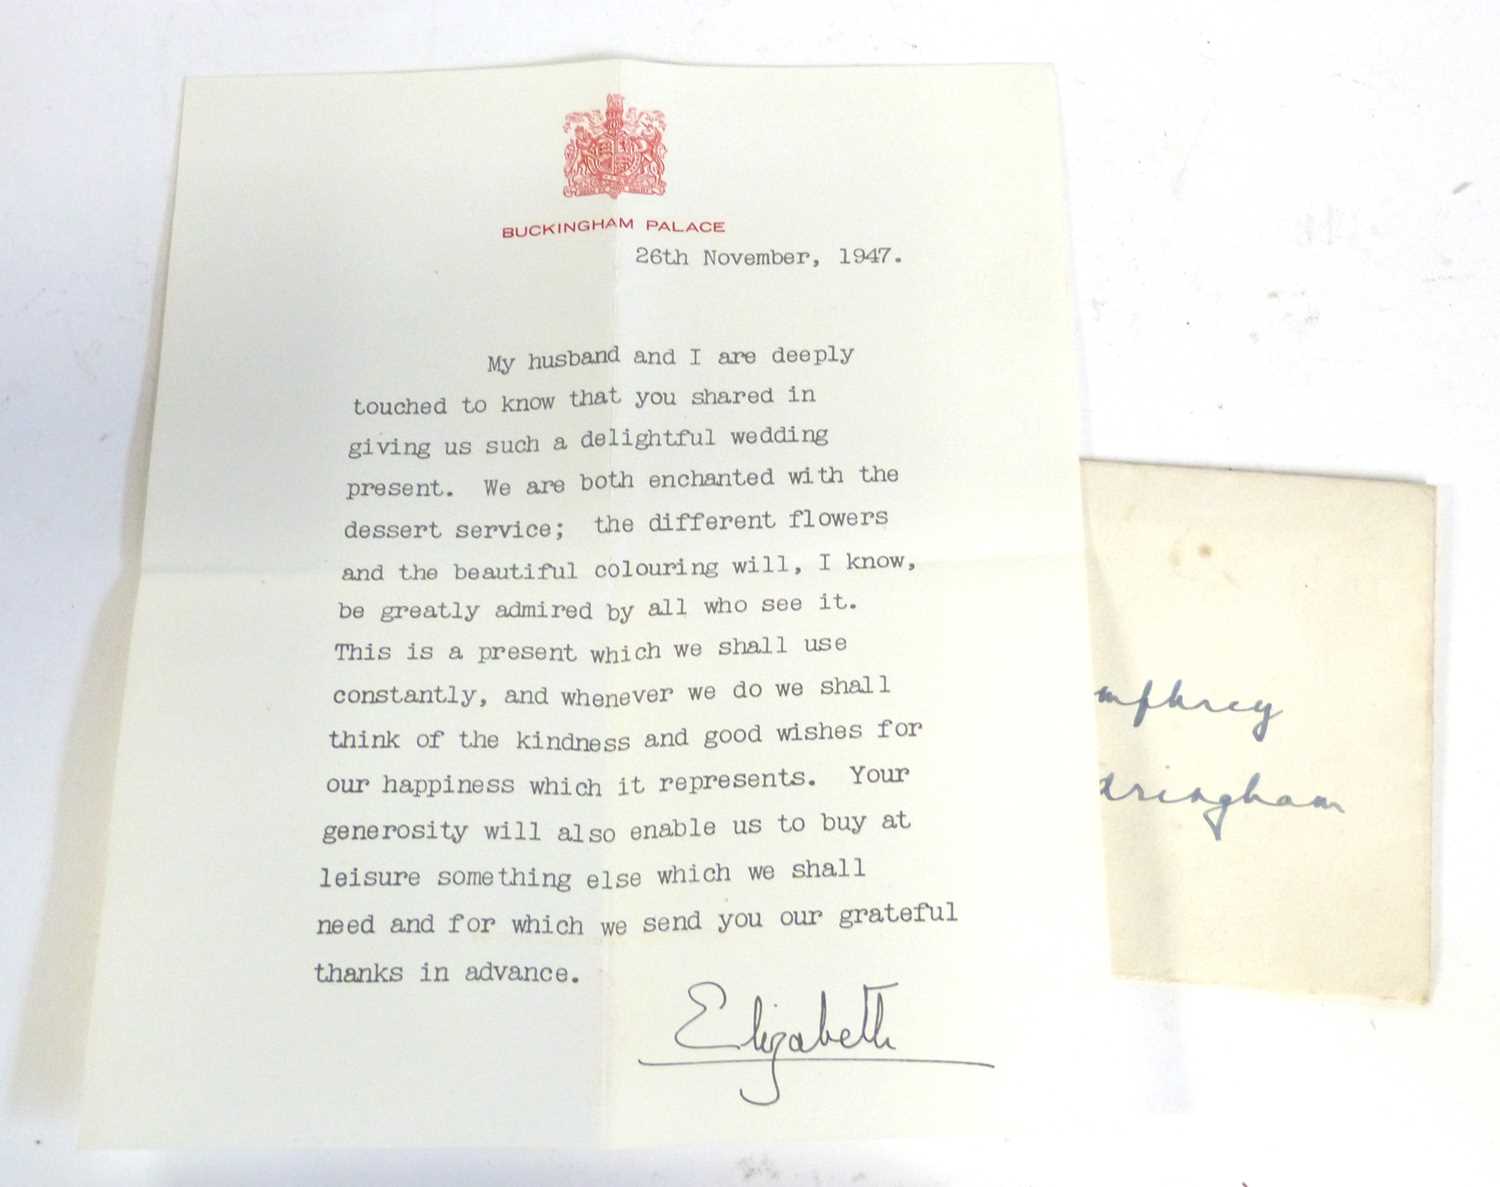 BUCKINGHAM PALACE
26th November, 1947.
My husband and I are deeply
touched to know that you shared in
giving us such a delightful wedding
present. We are both enchanted with the
dessert service; the different flowers
and the beautiful colouring will, I know,
be greatly admired by all who see it.
This is a present which we shall use
constantly, and whenever we do we shall
think of the kindness and good wishes for
our happiness which it represents. Your
generosity will also enable us to buy at
leisure something else which we shall
need and for which we send you our grateful
thanks in advance.
Elizabeth
mphrey
dringham